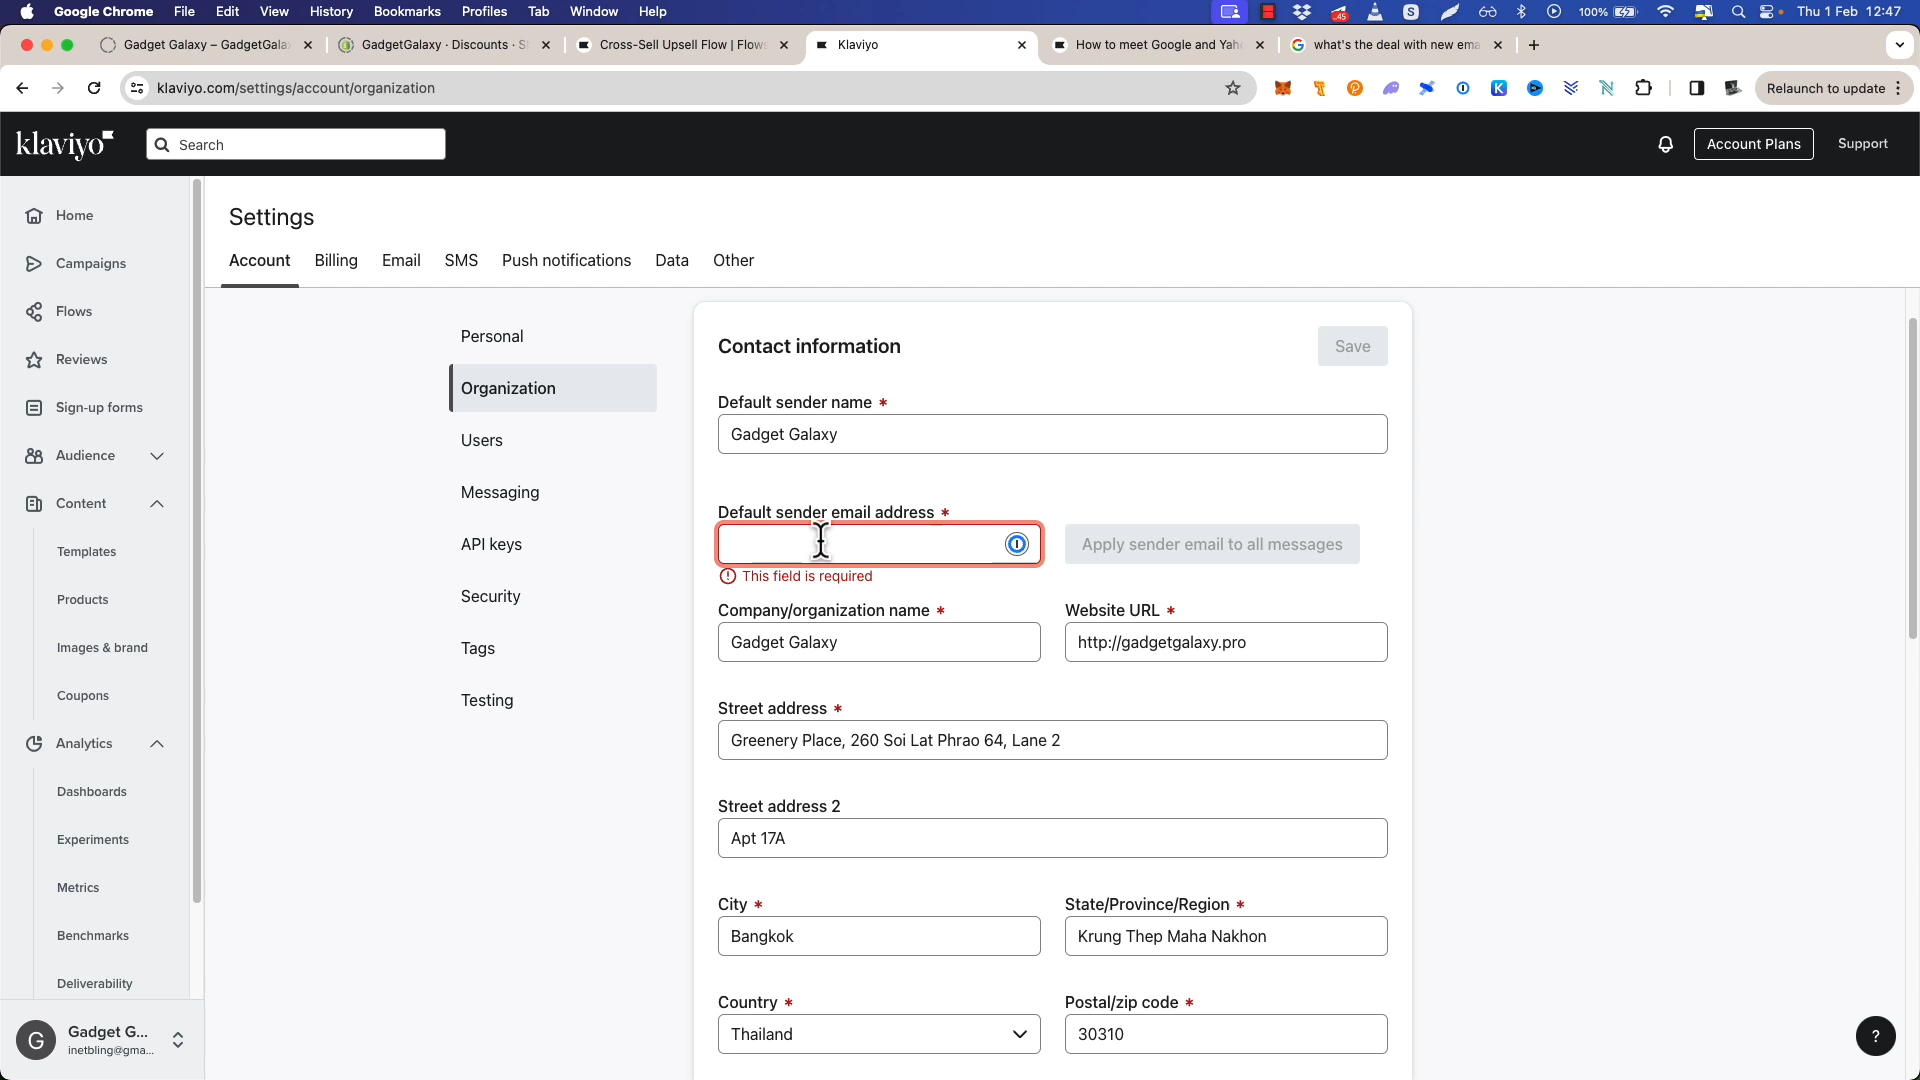 Google Chrome File Edit View History Bookmarks Profiles Tab Window Help 100% Thu 1 Feb 12:47
Gadget Galaxy – GadgetGala GadgetGalaxy · Discounts · S Cross-Sell Upsell Flow | Flows Klaviyo How to meet Google and Yah what's the deal with new ema
klaviyo.com/settings/account/organization Relaunch to update
klaviyo Search Account Plans Support
Home
Campaigns
Flows
Reviews
Sign-up forms
Audience
Content
Templates
Products
Images & brand
Coupons
Analytics
Dashboards
Experiments
Metrics
Benchmarks
Deliverability
G Gadget G...
inetbling@gma...
Settings
Account Billing Email SMS Push notifications Data Other
Personal
Organization
Users
Messaging
API keys
Security
Tags
Testing
Contact information Save
Default sender name *
Gadget Galaxy
Default sender email address *
Apply sender email to all messages
This field is required
Company/organization name * Website URL *
Gadget Galaxy http://gadgetgalaxy.pro
Street address *
Greenery Place, 260 Soi Lat Phrao 64, Lane 2
Street address 2
Apt 17A
City * State/Province/Region *
Bangkok Krung Thep Maha Nakhon
Country * Postal/zip code *
Thailand 30310
?